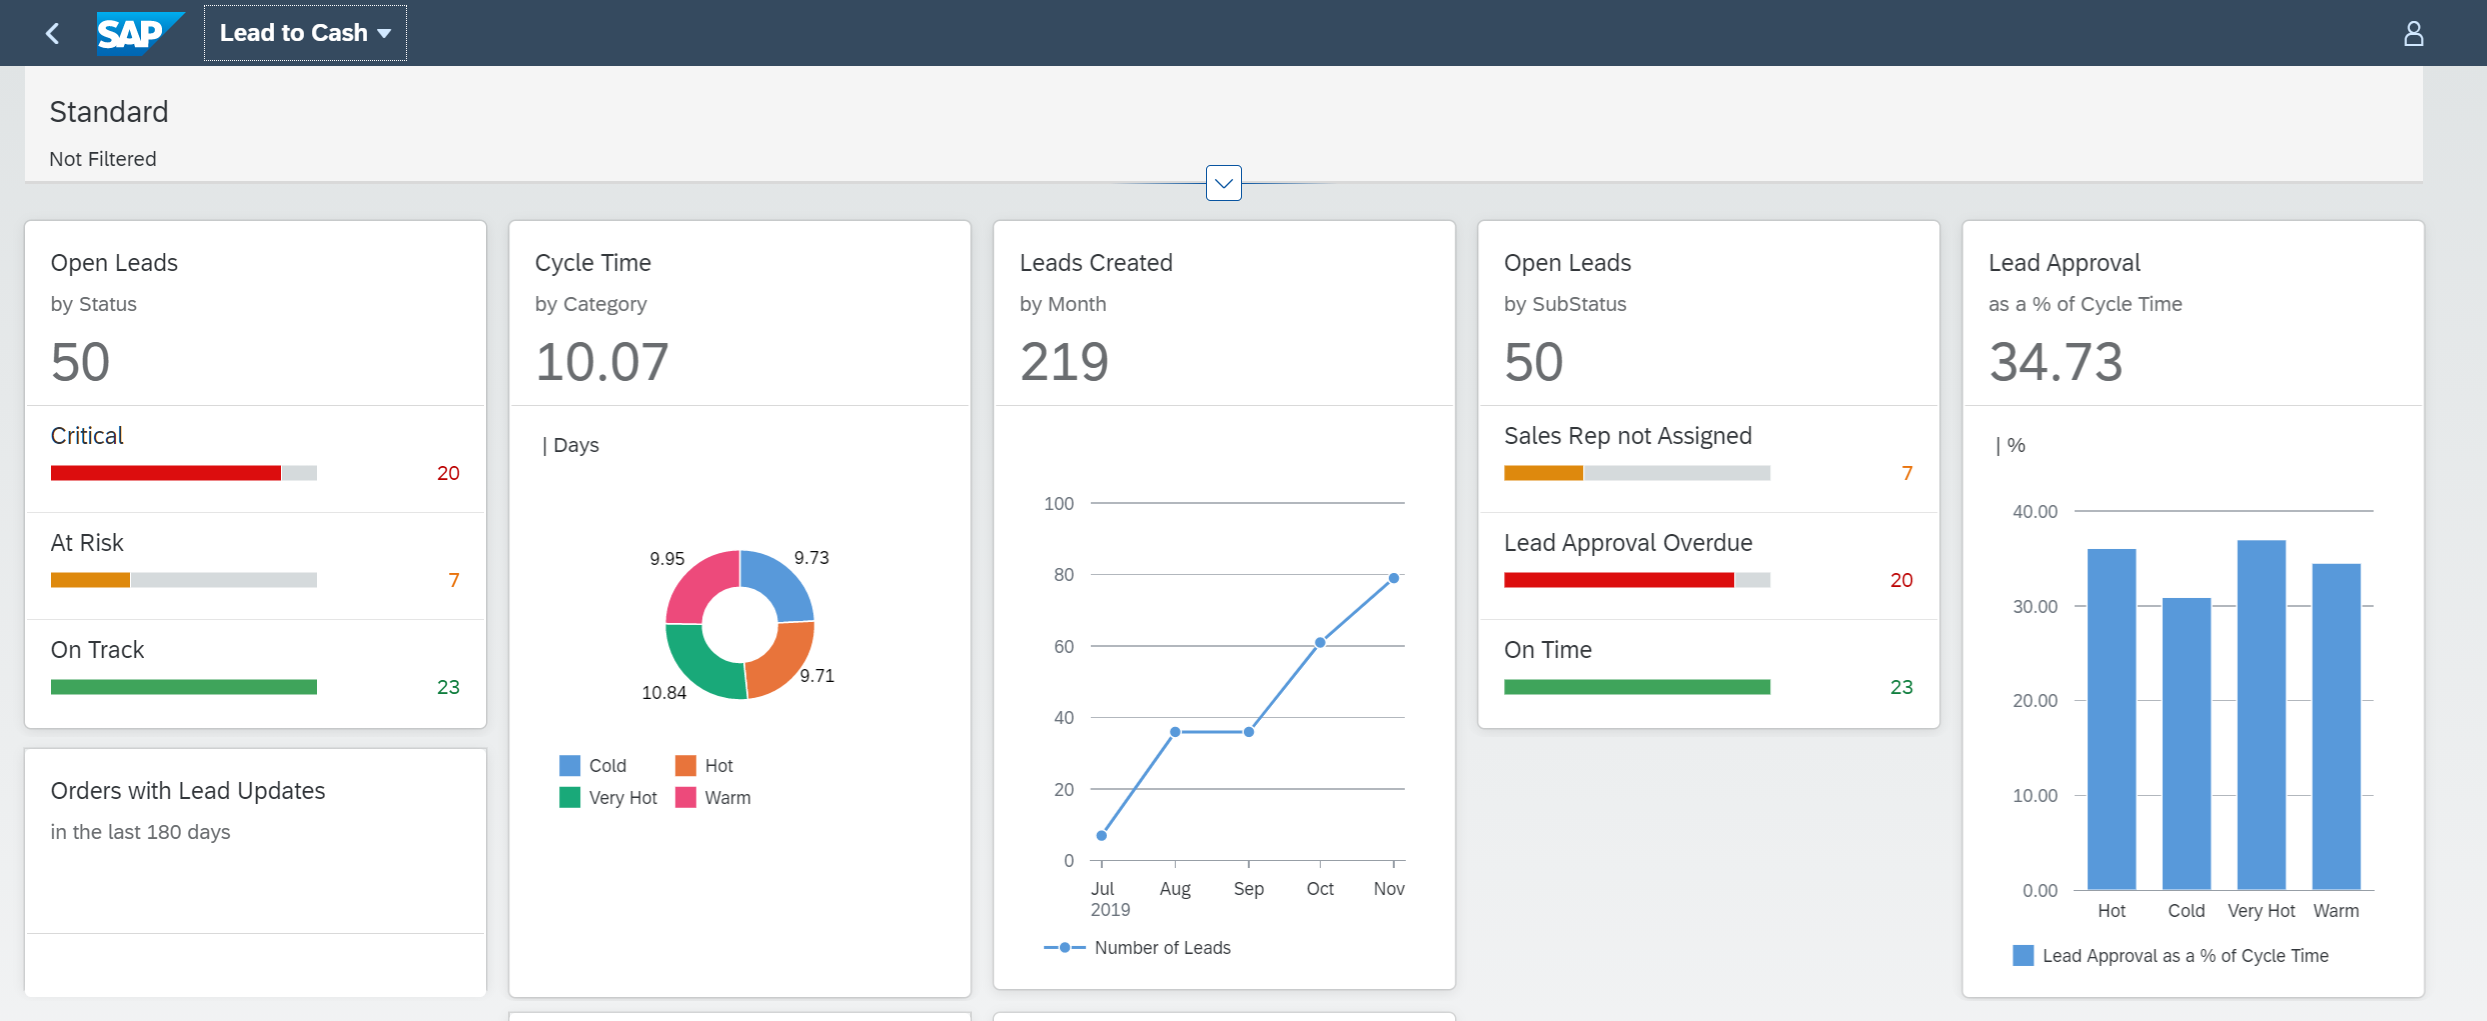 SAP
Lead to Cash
Standard
Not Filtered
Open Leads
by Status
50
Critical
20
At Risk
7
On Track
23
Orders with Lead Updates
in the last 180 days
Cycle Time
by Category
10.07
| Days
9.95
9.73
9.71
10.84
Cold
Hot
Very Hot
Warm
Leads Created
by Month
219
100
80
60
40
20
0
Jul
Aug
Sep
Oct
Nov
2019
Number of Leads
Open Leads
by SubStatus
50
Sales Rep not Assigned
7
Lead Approval Overdue
20
On Time
23
Lead Approval
as a % of Cycle Time
34.73
| %
40.00
30.00
20.00
10.00
0.00
Hot
Cold
Very Hot
Warm
Lead Approval as a % of Cycle Time